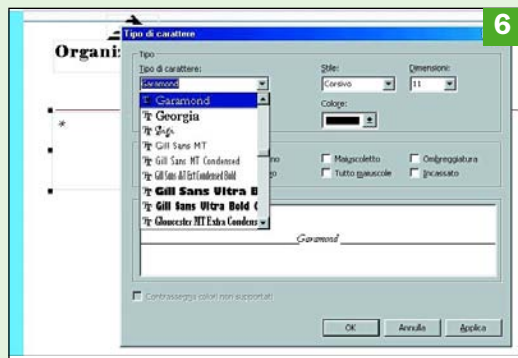 6
Tipo di carattere
Organi
Tipo
Tipo di carattere:
Stile:
Dimensioni:
Garamond
Corsivo
11
Colore:
Garamond
Georgia
Gigi
Gill Sans MT
Gill Sans MT Condensed
Gill Sans MT Ext Condensed Bold
Gill Sans Ultra B
Gill Sans Ultra Bold C
Gloucester MT Extra Condens
Maiuscoletto
Ombreggiatura
Tutto maiuscole
Incassato
Garamond
Contrassegna colori non supportati
OK
Annulla
Applica